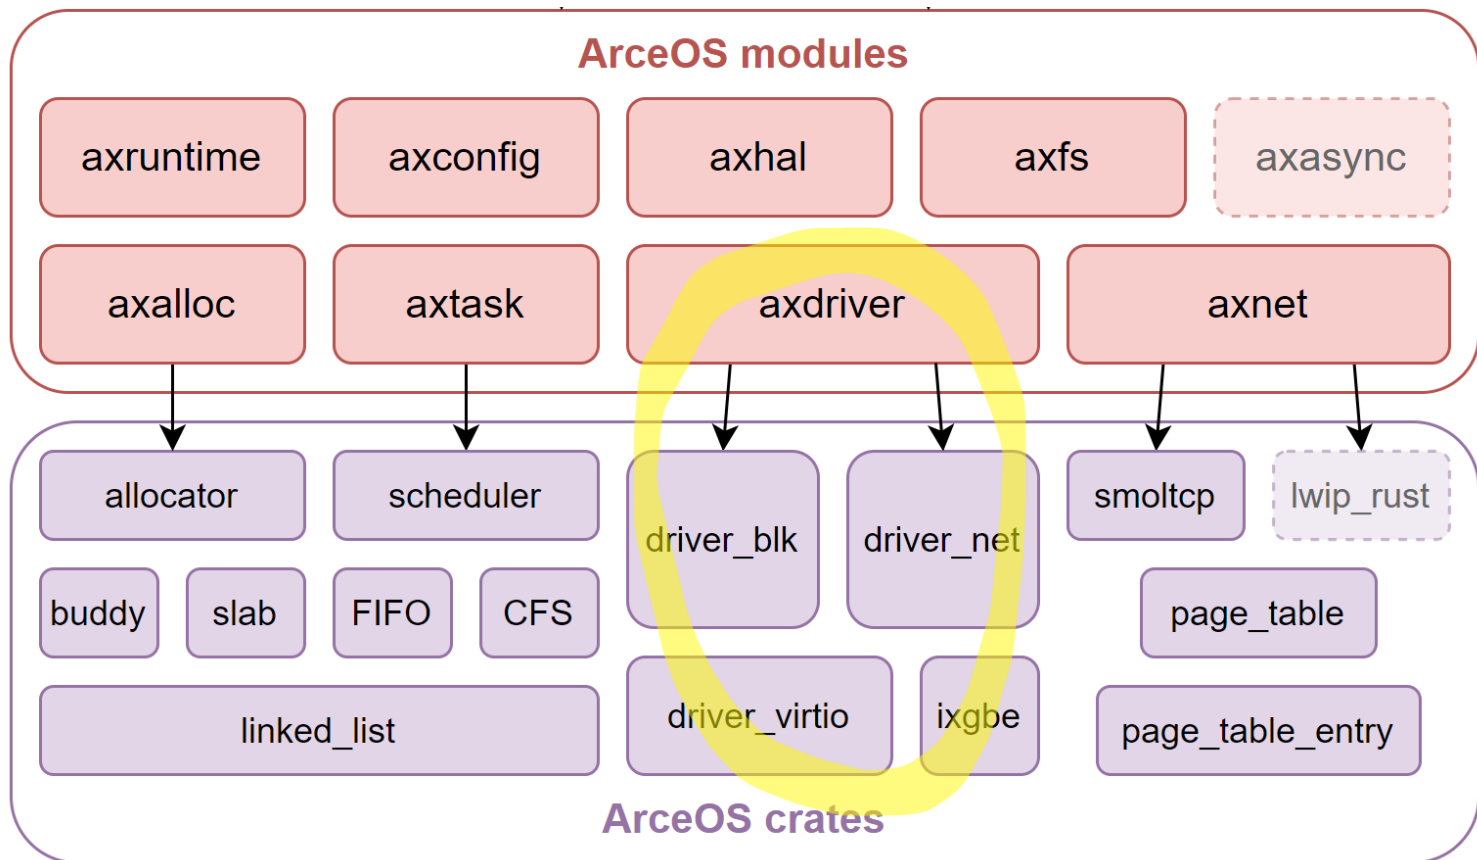 ArceOS modules
axruntime
axconfig
axhal
axfs
axasync
axalloc
axtask
axdriver
axnet
allocator
scheduler
driver_blk
driver_net
smoltcp
lwip_rust
buddy
slab
FIFO
CFS
page_table
linked_list
driver_virtio
ixgbe
page_table_entry
ArceOS crates